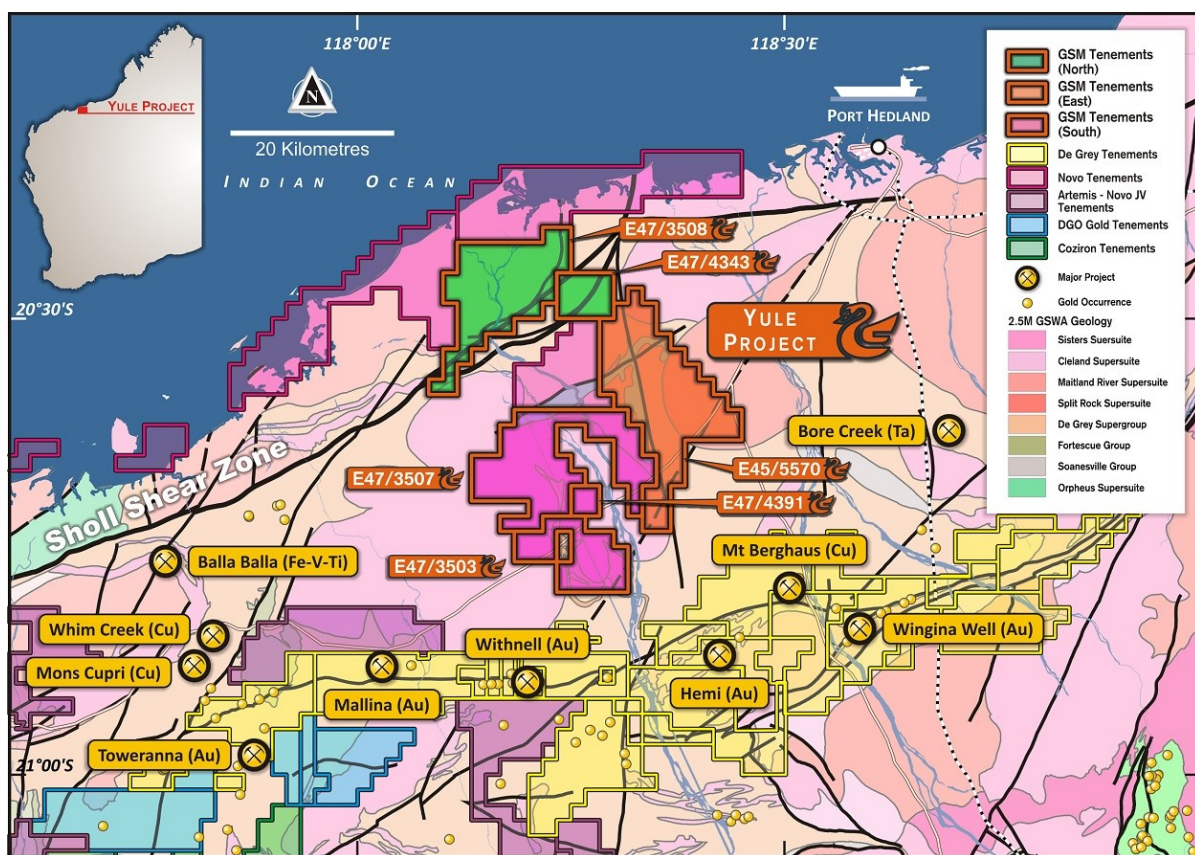 118°00'E
118°30'E
YULE PROJECT
N
20 Kilometres
INDIAN OCEAN
PORT HEDLAND
GSM Tenements
(North)
GSM Tenements
(East)
GSM Tenements
(South)
De Grey Tenements
Novo Tenements
Artemis - Novo JV
Tenements
DGO Gold Tenements
Coziron Tenements
Major Project
Gold Occurrence
2.5M GSWA Geology
Sisters Suersuite
Cleland Supersuite
Maitland River Supersuite
Split Rock Supersuite
De Grey Supergroup
Fortescue Group
Soanesville Group
Orpheus Supersuite
E47/3508
E47/4343
20°30'S
YULE
PROJECT
Bore Creek (Ta)
E45/5570
E47/3507
E47/4391
Sholl Shear Zone
Mt Berghaus (Cu)
E47/3503
Balla Balla (Fe-V-Ti)
Whim Creek (Cu)
Withnell (Au)
Wingina Well (Au)
Mons Cupri (Cu)
Mallina (Au)
Hemi (Au)
Toweranna (Au)
21°00'S